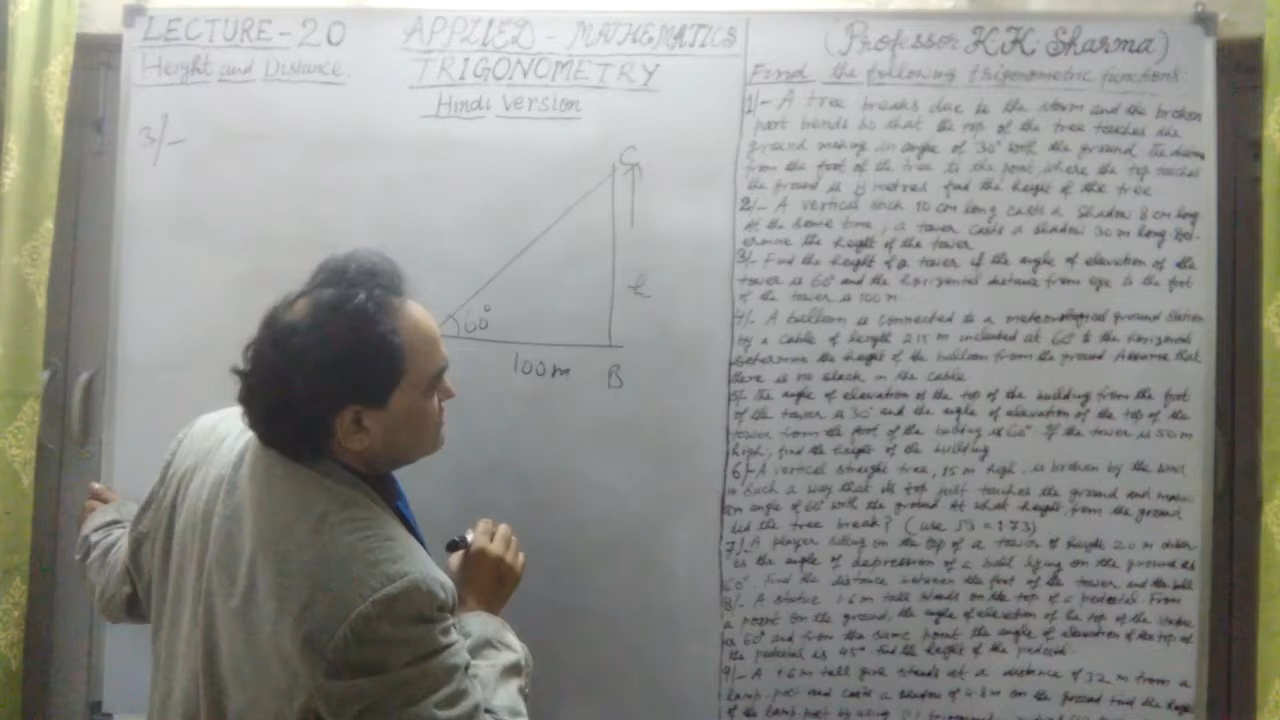 LECTURE-20
Height and Distance.
APPLIED - MATHEMATICS
TRIGONOMETRY
Hindi Version
3/-
C
h
60°
100m
B
(Professor K.K. Sharma)
Find the following trigonometric functions
1/- A tree breaks due to the storm and the broken
part bends so that the top of the tree touches the
ground making an angle of 30° with the ground. The
from the foot of the tree to the point where the top touches
the ground is 8 metres find the height of the tree
2/- A vertical stick 10 cm long casts a shadow 8 cm long
At the same time, a tower casts a shadow 30 m long. Det-
ermine the height of the tower
3/- Find the height of a tower if the angle of elevation of the
tower is 60° and the horizontal distance from eye to the foot
of the tower is 100 m
4/- A balloon is connected to a meteorological ground station
by a cable of length 215 m inclined at 60° to the horizontal
determine the height of the balloon from the ground Assume that
there is no slack in the cable
5/- The angle of elevation of the top of the building from the foot
of the tower is 30° and the angle of elevation of the top of the
tower from the foot of the building is 60° If the tower is 50 m
high, find the height of the building
6/- A vertical straight tree, 15 m high, is broken by the wind
in such a way that its top just touches the ground and makes
an angle of 60° with the ground At what height from the ground
did the tree break? (use √3 = 1.73)
7/- A player sitting on the top of a tower of height 20 m
the angle of depression of a ball lying on the ground as
60°. Find the distance between the foot of the tower and the ball
8/- A statue 1.6 m tall stands on the top of a pedestal. From
a point on the ground, the angle of elevation of the top of the statue
is 60° and from the same point the angle of elevation of the top of
the pedestal is 45° Find the height of the pedestal.
9/- A 1.6 m tall girl stands at a distance of 3.2 m from a
lamp-post and casts a shadow of 4.8 m on the ground Find the height
of the lamp-post by using